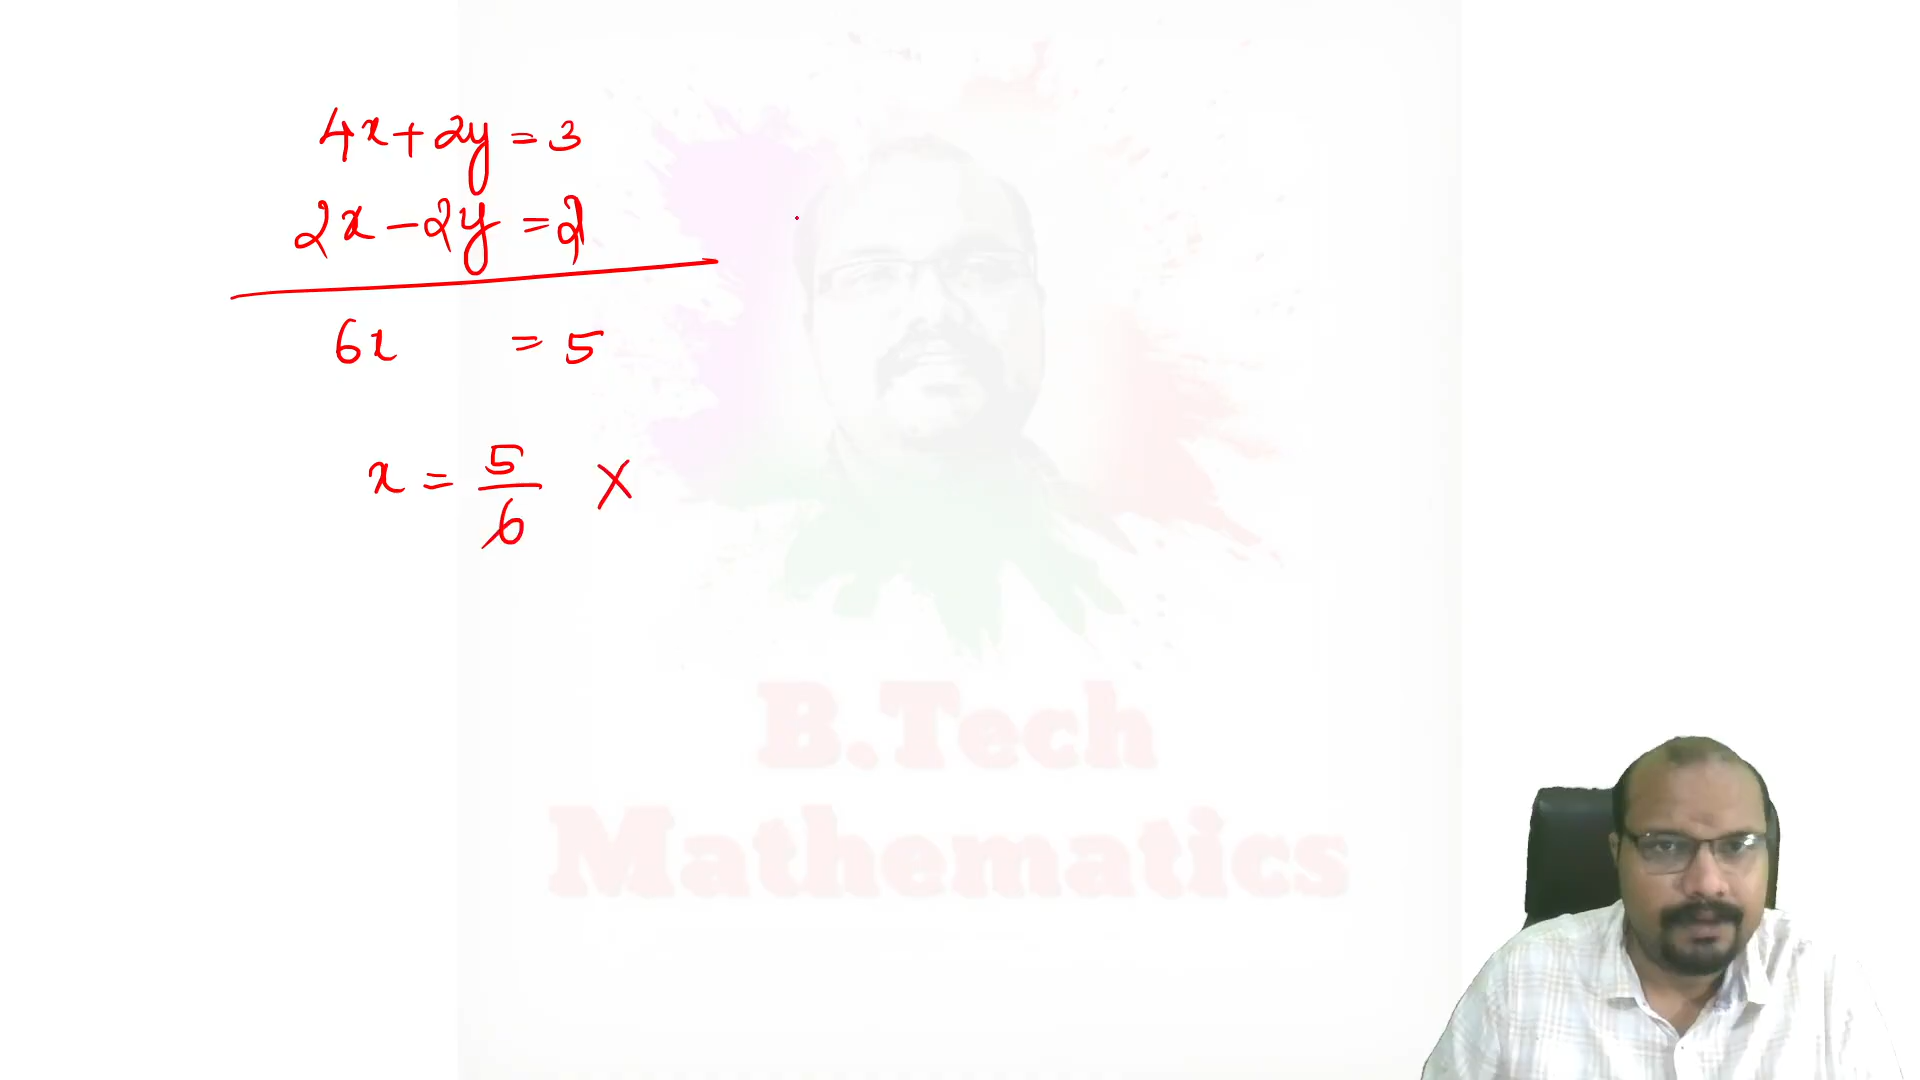 4x+2y=3
2x-2y=2
6x =5
x=5/6 X
B.Tech
Mathematics